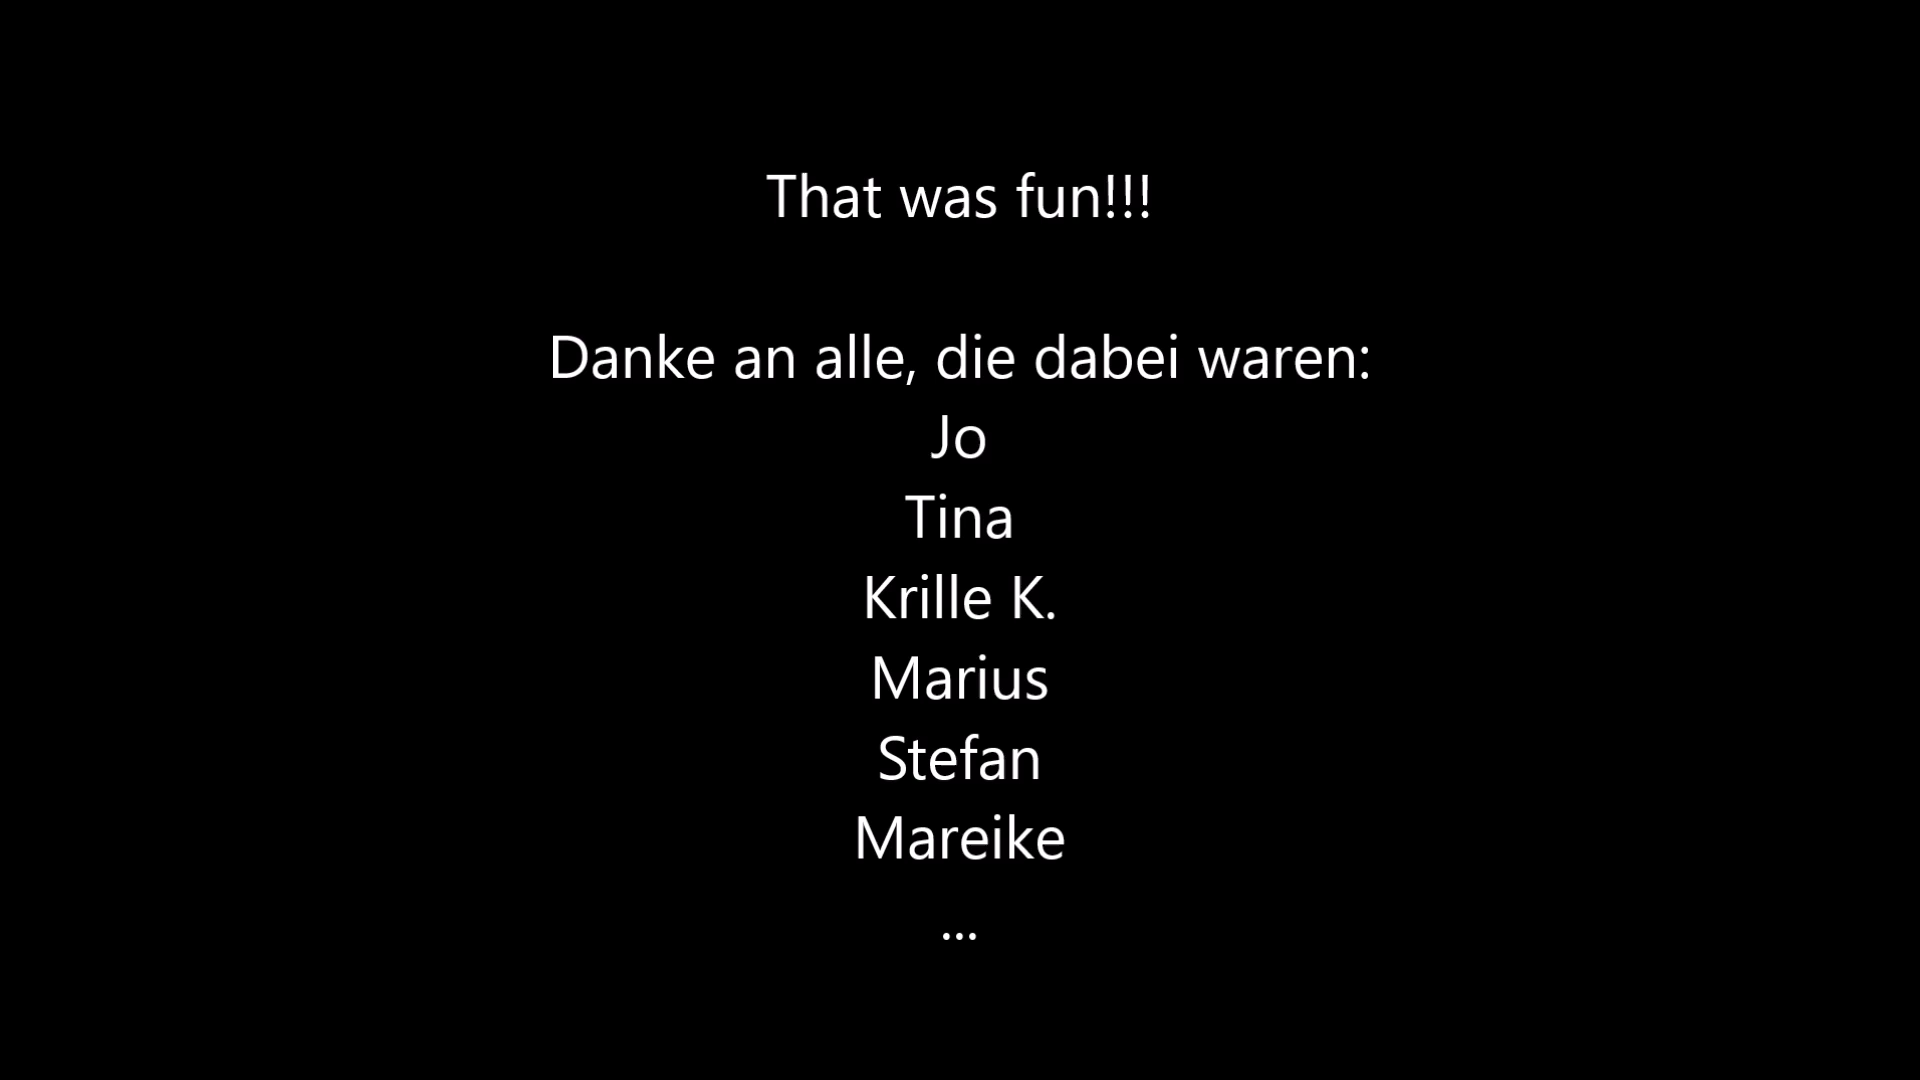 That was fun!!!
Danke an alle, die dabei waren:
Jo
Tina
Krille K.
Marius
Stefan
Mareike
...